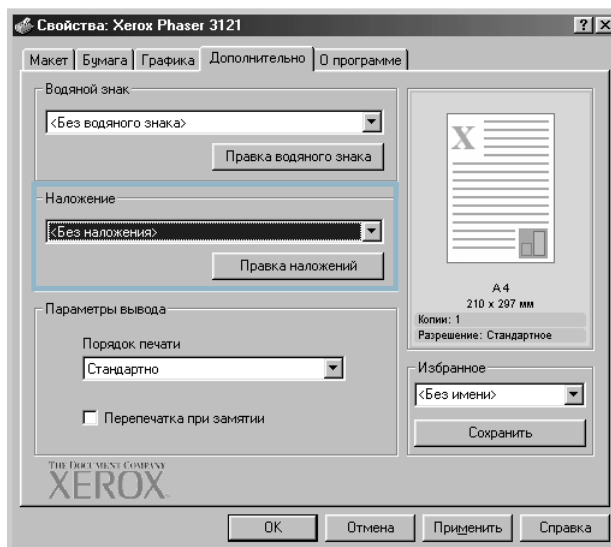 Свойства: Xerox Phaser 3121
Макет Бумага Графика Дополнительно О программе
Водяной знак
<Без водяного знака>
Правка водяного знака
Наложение
<Без наложения>
Правка наложений
Параметры вывода
Порядок печати
Стандартно
Перепечатка при замятии
X
A4
210 x 297 мм
Копии: 1
Разрешение: Стандартное
Избранное
<Без имени>
Сохранить
THE DOCUMENT COMPANY
XEROX
OK Отмена Применить Справка